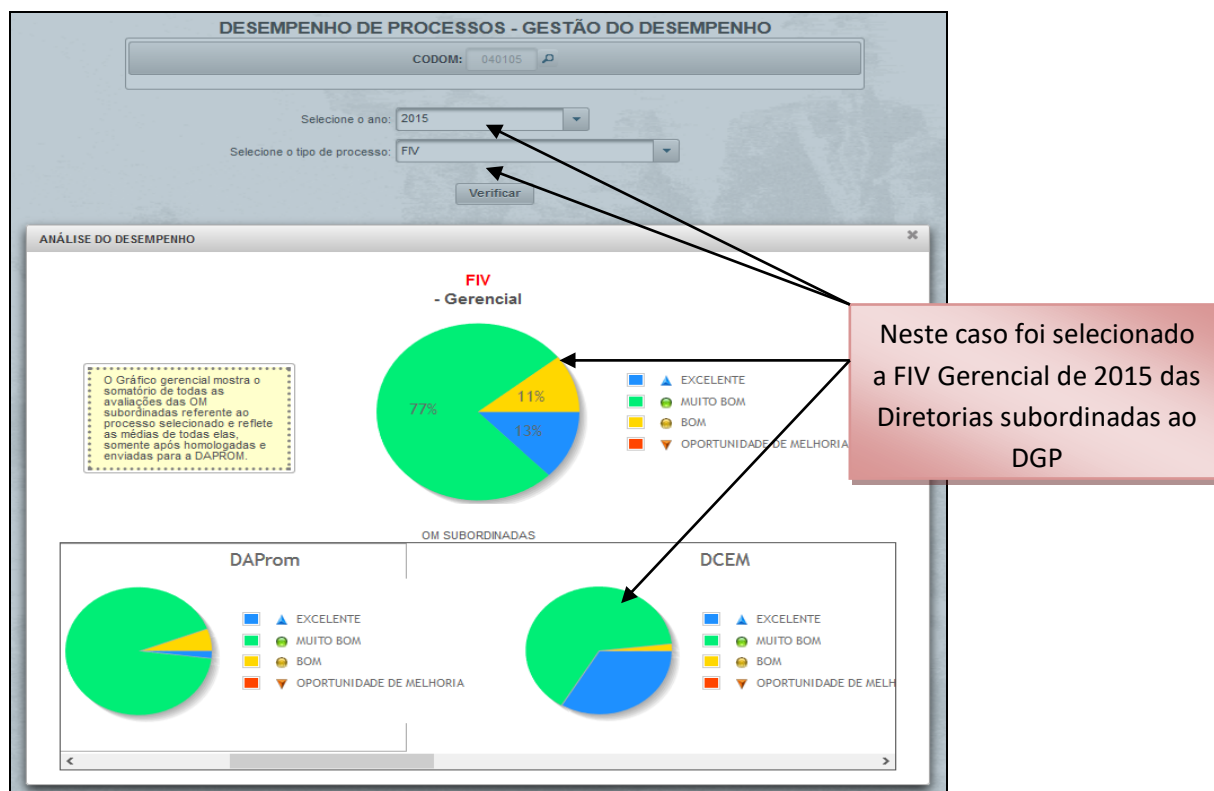 DESEMPENHO DE PROCESSOS - GESTÃO DO DESEMPENHO
CODOM: 040105
Selecione o ano: 2015
Selecione o tipo de processo: FIV
Verificar
ANÁLISE DO DESEMPENHO
FIV
- Gerencial
O Gráfico gerencial mostra o
somatório de todas as
avaliações das OM
subordinadas referente ao
processo selecionado e reflete
as médias de todas elas,
somente após homologadas e
enviadas para a DAPROM.
77%
11%
13%
EXCELENTE
MUITO BOM
BOM
OPORTUNIDADE DE MELHORIA
Neste caso foi selecionado
a FIV Gerencial de 2015 das
Diretorias subordinadas ao
DGP
OM SUBORDINADAS
DAProm
EXCELENTE
MUITO BOM
BOM
OPORTUNIDADE DE MELHORIA
DCEM
EXCELENTE
MUITO BOM
BOM
OPORTUNIDADE DE MELH